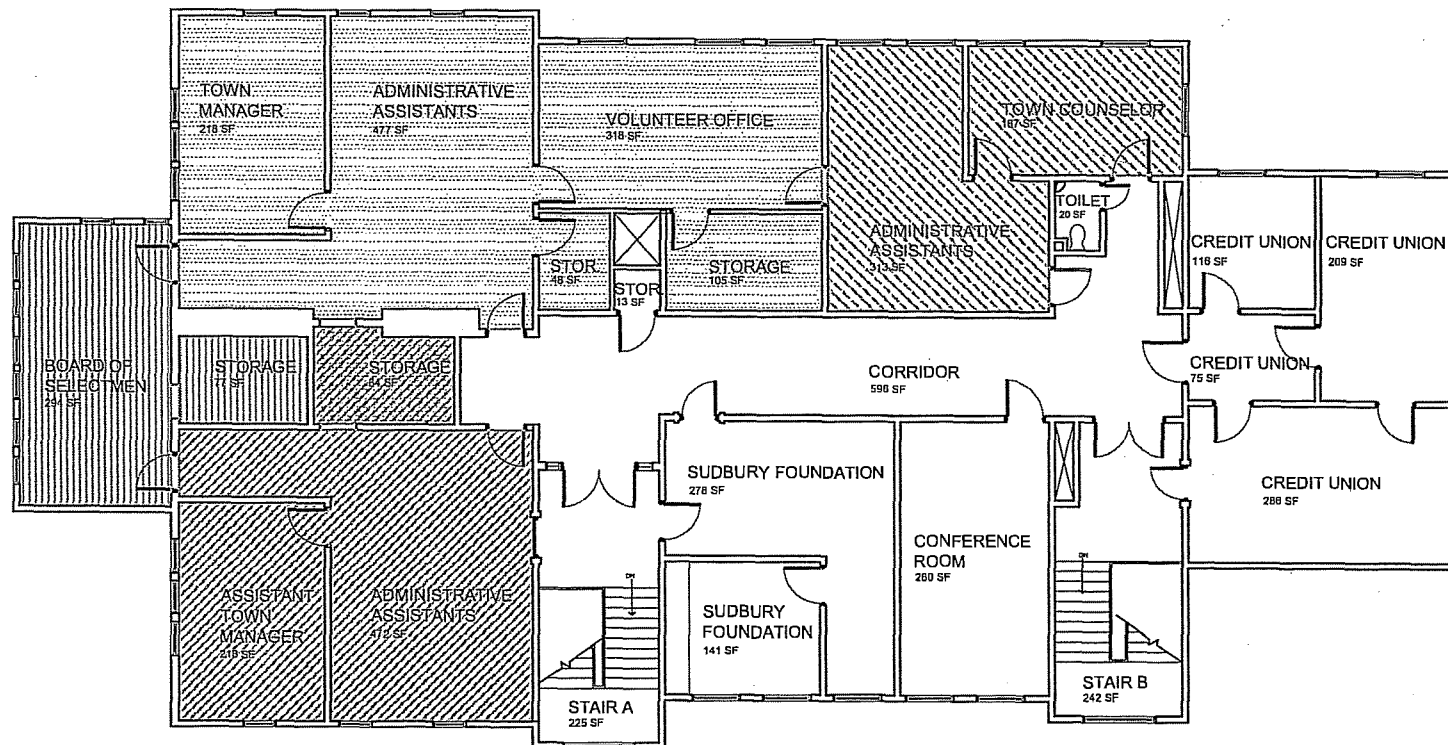 TOWN
MANAGER
218 SF
ADMINISTRATIVE
ASSISTANTS
477 SF
VOLUNTEER OFFICE
318 SF
TOWN COUNSELOR
187 SF
TOILET
20 SF
ADMINISTRATIVE
ASSISTANTS
313 SF
CREDIT UNION
116 SF
CREDIT UNION
209 SF
STOR.
48 SF
STOR.
13 SF
STORAGE
105 SF
BOARD OF
SELECTMEN
294 SF
STORAGE
77 SF
STORAGE
84 SF
CORRIDOR
596 SF
CREDIT UNION
75 SF
SUDBURY FOUNDATION
278 SF
CREDIT UNION
288 SF
CONFERENCE
ROOM
260 SF
DN
DN
ASSISTANT
TOWN
MANAGER
218 SF
ADMINISTRATIVE
ASSISTANTS
472 SF
SUDBURY
FOUNDATION
141 SF
STAIR A
225 SF
STAIR B
242 SF